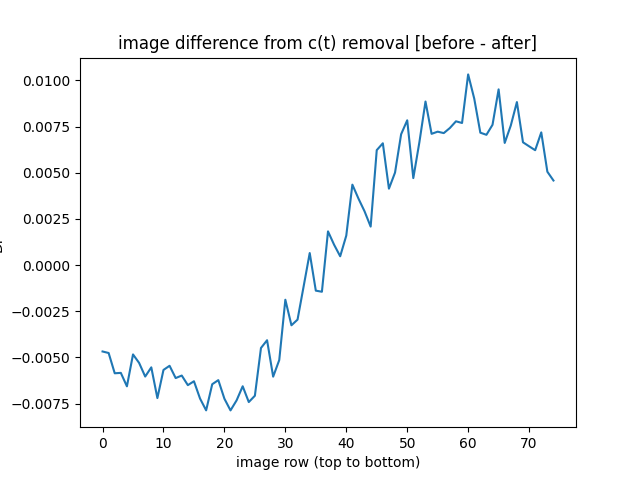 image difference from c(t) removal [before - after]
0.0100
0.0075
0.0050
0.0025
0.0000
−0.0025
−0.0050
−0.0075
0 10 20 30 40 50 60 70
image row (top to bottom)